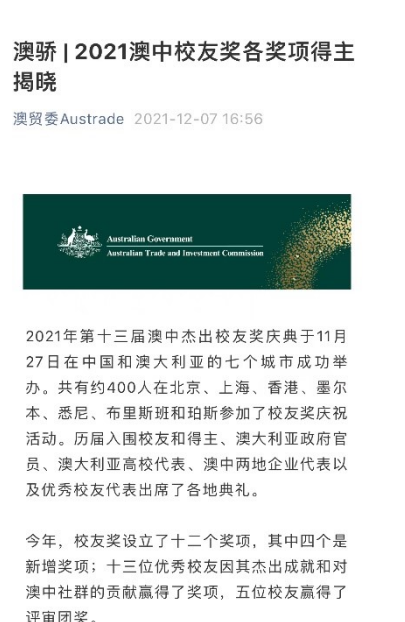 澳骄 | 2021澳中校友奖各奖项得主
揭晓
澳贸委Austrade 2021-12-07 16:56
Australian Government
Australian Trade and Investment Commission
2021年第十三届澳中杰出校友奖庆典于11月
27日在中国和澳大利亚的七个城市成功举
办。共有约400人在北京、上海、香港、墨尔
本、悉尼、布里斯班和珀斯参加了校友奖庆祝
活动。历届入围校友和得主、澳大利亚政府官
员、澳大利亚高校代表、澳中两地企业代表以
及优秀校友代表出席了各地典礼。
今年，校友奖设立了十二个奖项，其中四个是
新增奖项；十三位优秀校友因其杰出成就和对
澳中社群的贡献赢得了奖项，五位校友赢得了
评审团奖。